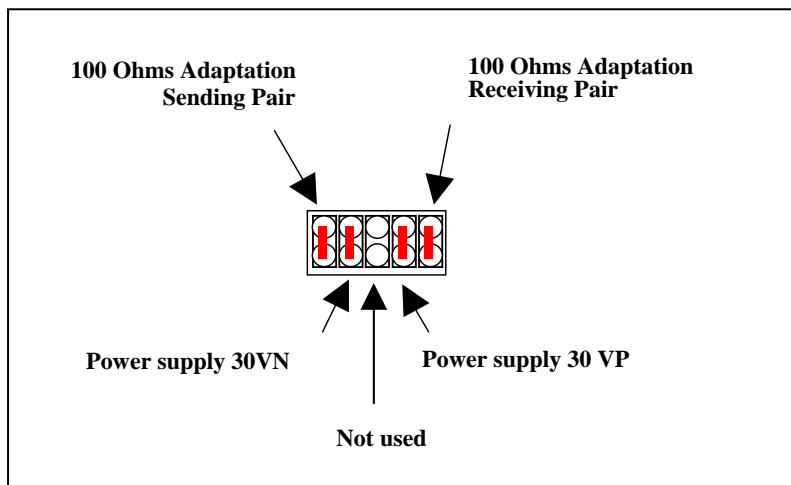 100 Ohms Adaptation
Sending Pair
100 Ohms Adaptation
Receiving Pair
Power supply 30VN
Power supply 30 VP
Not used